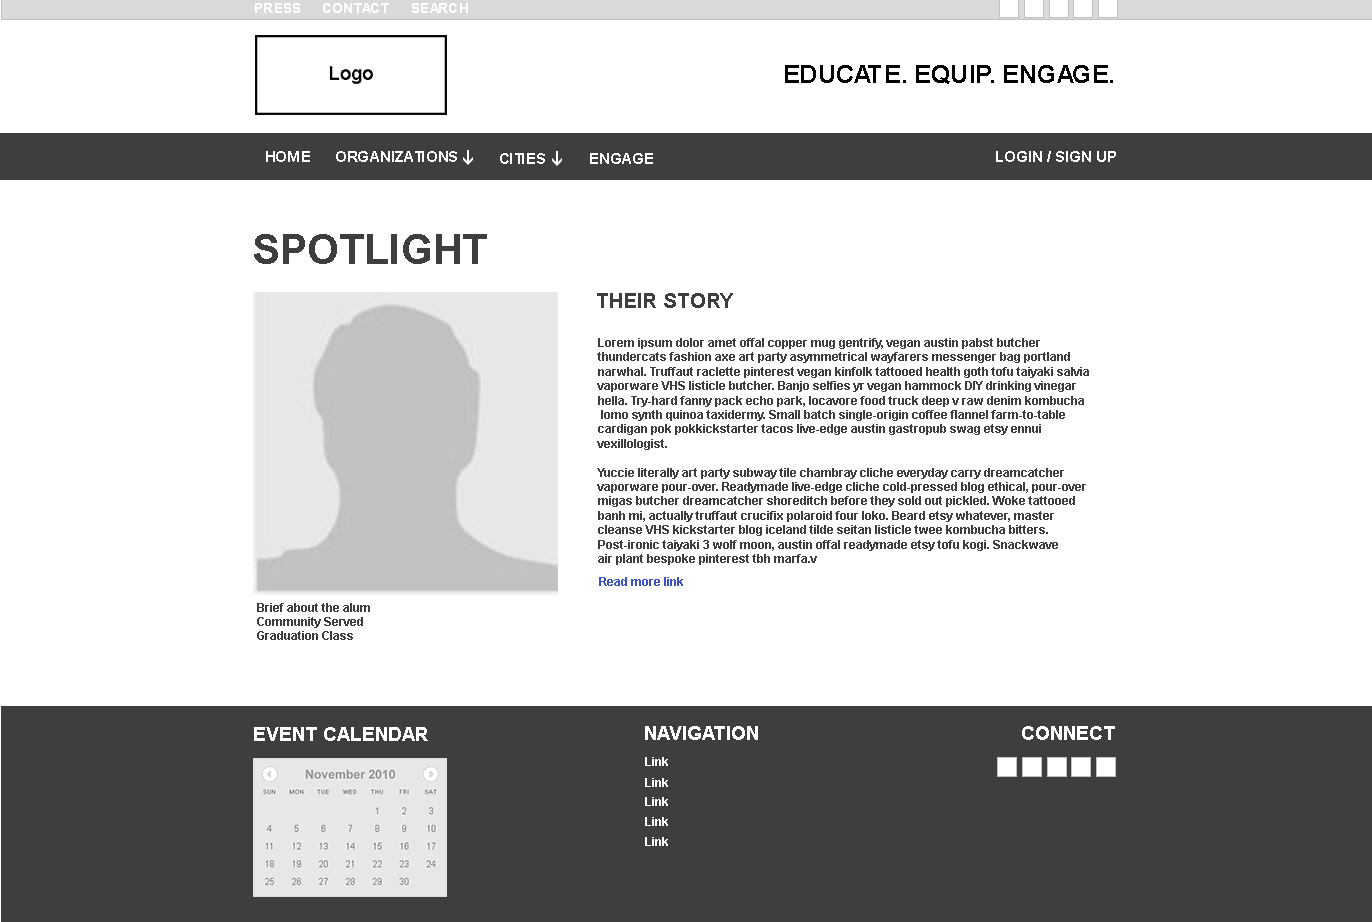 PRESS CONTACT SEARCH
Logo
EDUCATE. EQUIP. ENGAGE.
HOME ORGANIZATIONS CITIES ENGAGE LOGIN / SIGN UP
SPOTLIGHT
THEIR STORY
Lorem ipsum dolor amet offal copper mug gentrify, vegan austin pabst butcher
thundercats fashion axe art party asymmetrical wayfarers messenger bag portland
narwhal. Truffaut raclette pinterest vegan kinfolk tattooed health goth tofu taiyaki salvia
vaporware VHS listicle butcher. Banjo selfies yr vegan hammock DIY drinking vinegar
hella. Try-hard fanny pack echo park, locavore food truck deep v raw denim kombucha
lomo synth quinoa taxidermy. Small batch single-origin coffee flannel farm-to-table
cardigan pok pokkickstarter tacos live-edge austin gastropub swag etsy ennui
vexillologist.
Yuccie literally art party subway tile chambray cliche everyday carry dreamcatcher
vaporware pour-over. Readymade live-edge cliche cold-pressed blog ethical, pour-over
migas butcher dreamcatcher shoreditch before they sold out pickled. Woke tattooed
banh mi, actually truffaut crucifix polaroid four loko. Beard etsy whatever, master
cleanse VHS kickstarter blog iceland tilde seitan listicle twee kombucha bitters.
Post-ironic taiyaki 3 wolf moon, austin offal readymade etsy tofu kogi. Snackwave
air plant bespoke pinterest tbh marfa.v
Read more link
Brief about the alum
Community Served
Graduation Class
EVENT CALENDAR
November 2010
SUN MON TUE WED THU FRI SAT
1 2 3
4 5 6 7 8 9 10
11 12 13 14 15 16 17
18 19 20 21 22 23 24
25 26 27 28 29 30
NAVIGATION
Link
Link
Link
Link
Link
CONNECT